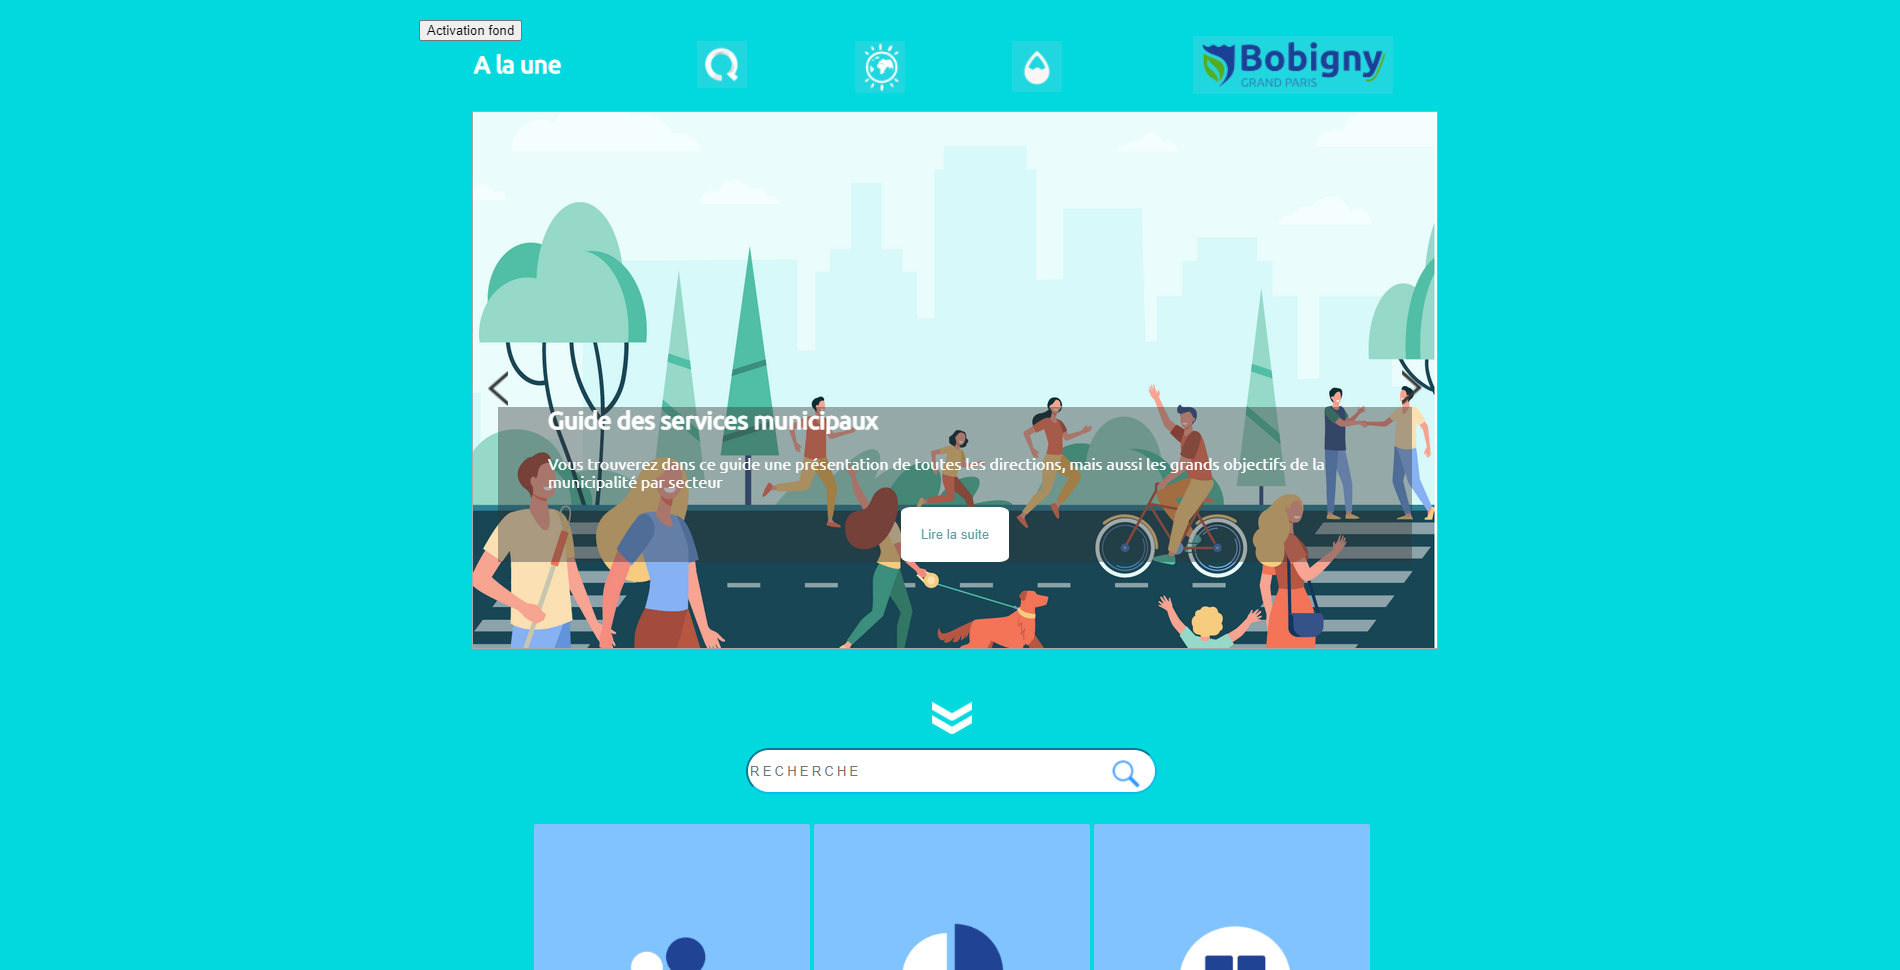 Activation fond
A la une
Bobigny
GRAND PARIS
Guide des services municipaux
Vous trouverez dans ce guide une présentation de toutes les directions, mais aussi les grands objectifs de la
municipalité par secteur
Lire la suite
RECHERCHE